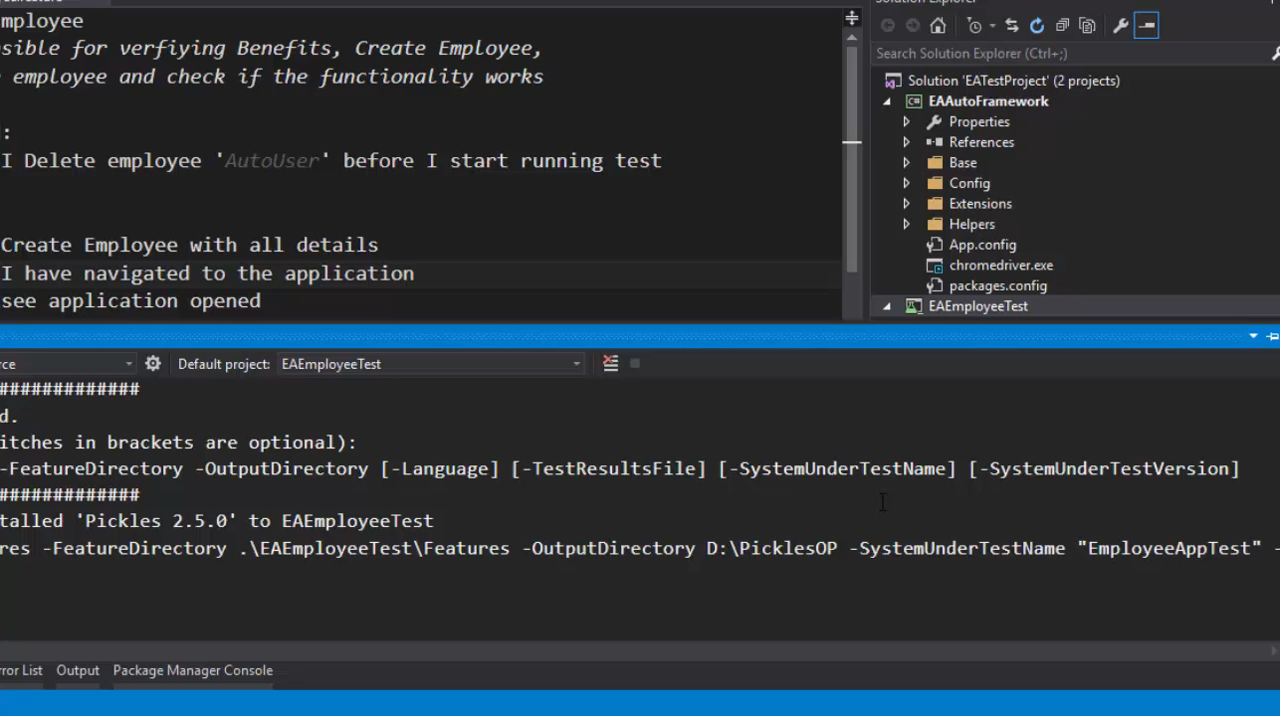 Search Solution Explorer (Ctrl+;)
Solution 'EATestProject' (2 projects)
EAAutoFramework
Properties
References
Base
Config
Extensions
Helpers
App.config
chromedriver.exe
packages.config
EAEmployeeTest
mployee
sible for verfiying Benefits, Create Employee,
employee and check if the functionality works
:
I Delete employee 'AutoUser' before I start running test
Create Employee with all details
I have navigated to the application
see application opened
rce
Default project: EAEmployeeTest
#############
d.
itches in brackets are optional):
-FeatureDirectory -OutputDirectory [-Language] [-TestResultsFile] [-SystemUnderTestName] [-SystemUnderTestVersion]
#############
talled 'Pickles 2.5.0' to EAEmployeeTest
res -FeatureDirectory .\EAEmployeeTest\Features -OutputDirectory D:\PicklesOP -SystemUnderTestName "EmployeeAppTest" -
rror List
Output
Package Manager Console